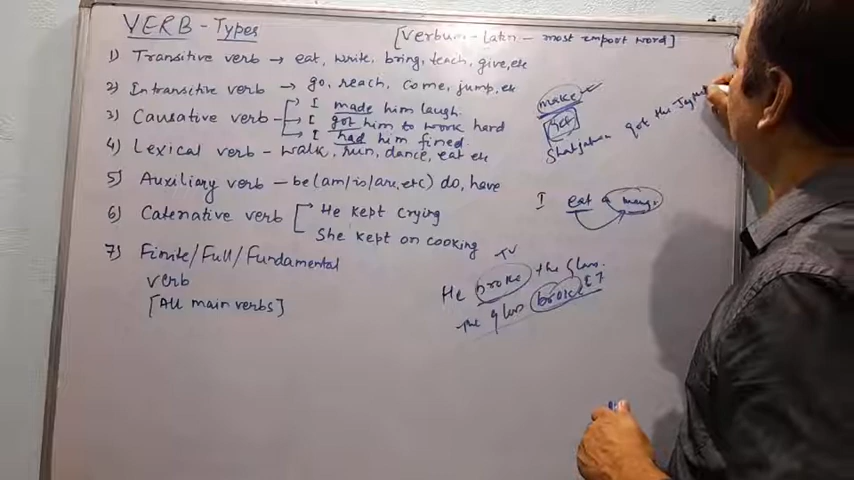 VERB - Types
[Verbum - Latin - most import word]
1) Transitive verb → eat, write, bring, teach, give, etc
2) Intransitive verb → go, reach, come, jump, etc
3) Causative verb - I made him laugh.
I got him to work hard
I had him fined.
4) Lexical verb - walk, run, dance, eat etc
5) Auxiliary verb - be (am/is/are, etc) do, have
6) Catenative verb → He kept crying
She kept on cooking
7) Finite/Full/Fundamental
verb
[All main verbs]
make
Get
Shahjahan got the
I eat a mango
TV
He broke the glass.
The glass broke